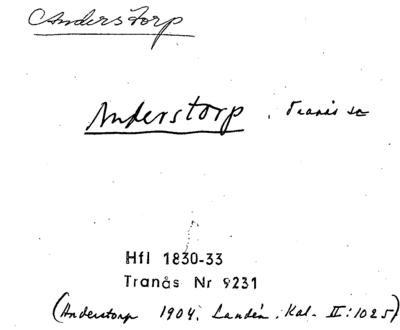 Anderstorp
Anderstorp. Tranås sn
Hfl 1830-33
Tranås Nr 9231
(Anderstorp 1904, Landén, Kal. II:1025)